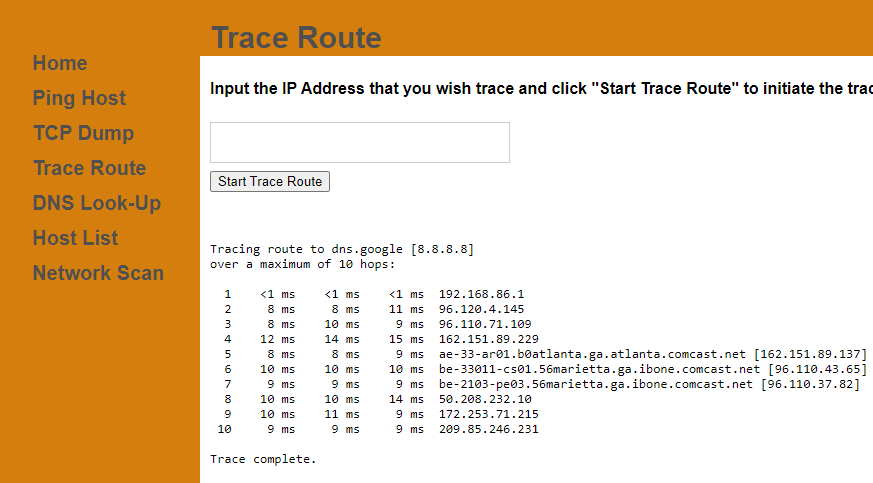 Trace Route
Home
Ping Host
TCP Dump
Trace Route
DNS Look-Up
Host List
Network Scan
Input the IP Address that you wish trace and click "Start Trace Route" to initiate the trac
Start Trace Route
Tracing route to dns.google [8.8.8.8]
over a maximum of 10 hops:
1 <1 ms <1 ms <1 ms 192.168.86.1
2 8 ms 8 ms 11 ms 96.120.4.145
3 8 ms 10 ms 9 ms 96.110.71.109
4 12 ms 14 ms 15 ms 162.151.89.229
5 8 ms 8 ms 9 ms ae-33-ar01.b0atlanta.ga.atlanta.comcast.net [162.151.89.137]
6 10 ms 10 ms 10 ms be-33011-cs01.56marietta.ga.ibone.comcast.net [96.110.43.65]
7 9 ms 9 ms 9 ms be-2103-pe03.56marietta.ga.ibone.comcast.net [96.110.37.82]
8 10 ms 10 ms 14 ms 50.208.232.10
9 10 ms 11 ms 9 ms 172.253.71.215
10 9 ms 9 ms 9 ms 209.85.246.231
Trace complete.